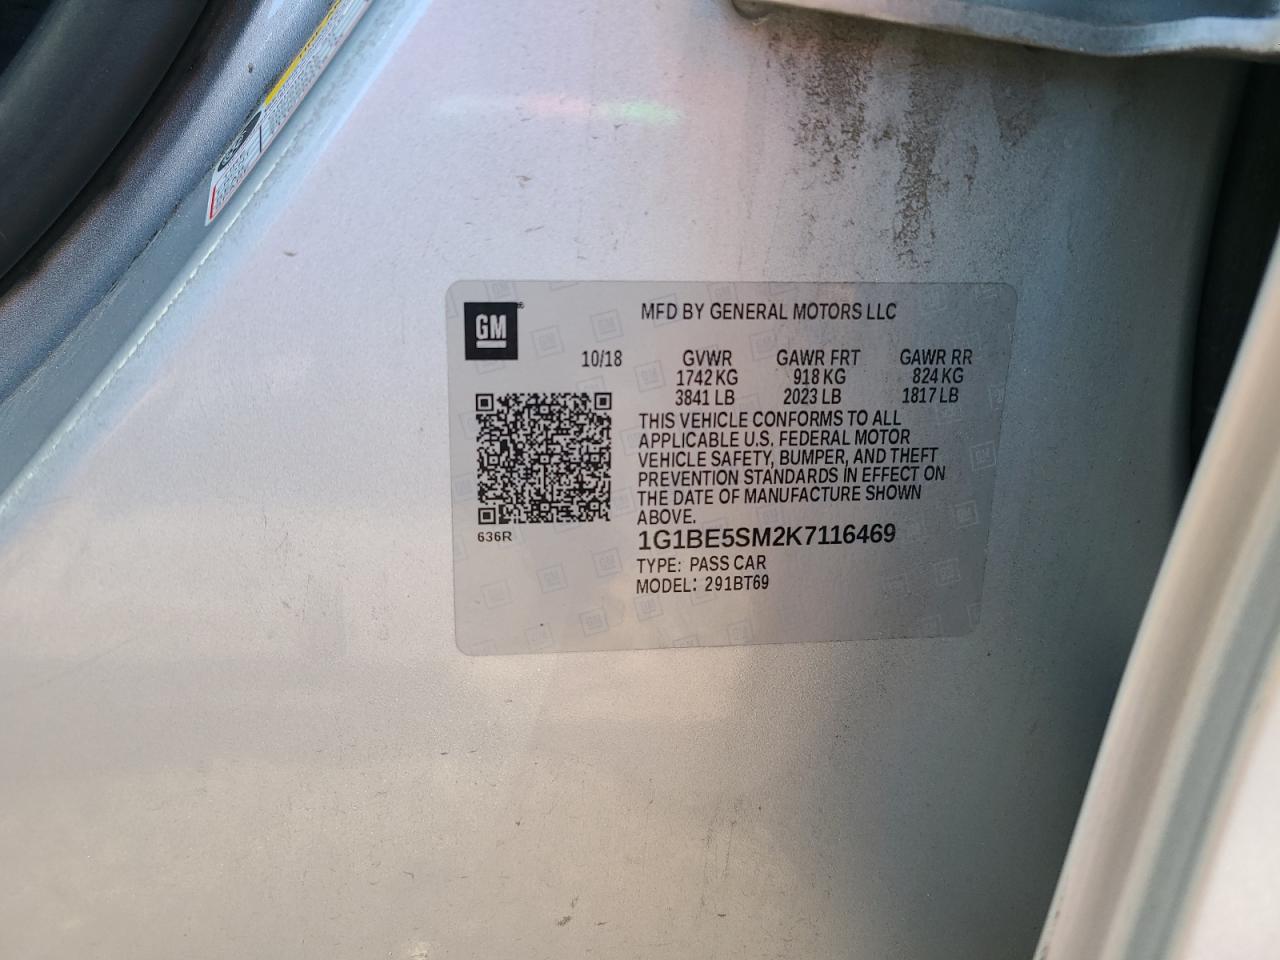 GM
MFD BY GENERAL MOTORS LLC
10/18 GVWR GAWR FRT GAWR RR
1742 KG 918 KG 824 KG
3841 LB 2023 LB 1817 LB
THIS VEHICLE CONFORMS TO ALL
APPLICABLE U.S. FEDERAL MOTOR
VEHICLE SAFETY, BUMPER, AND THEFT
PREVENTION STANDARDS IN EFFECT ON
THE DATE OF MANUFACTURE SHOWN
ABOVE.
636R
1G1BE5SM2K7116469
TYPE: PASS CAR
MODEL: 291BT69